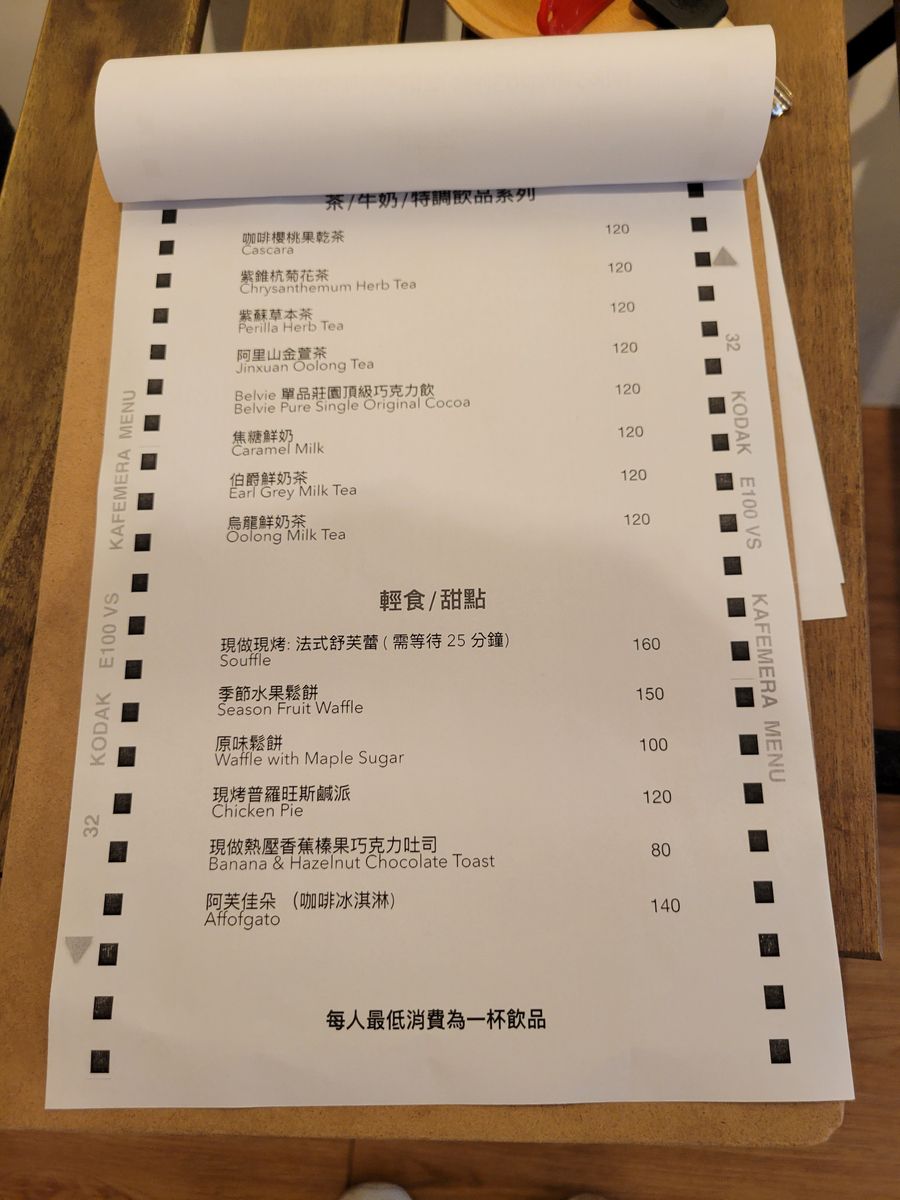 茶/牛奶/特調飲品系列
咖啡櫻桃果乾茶 120
Cascara
紫錐杭菊花茶 120
Chrysanthemum Herb Tea
紫蘇草本茶 120
Perilla Herb Tea
阿里山金萱茶 120
Jinxuan Oolong Tea
Belvie 單品莊園頂級巧克力飲 120
Belvie Pure Single Original Cocoa
焦糖鮮奶 120
Caramel Milk
伯爵鮮奶茶 120
Earl Grey Milk Tea
烏龍鮮奶茶 120
Oolong Milk Tea
輕食/甜點
現做現烤: 法式舒芙蕾 ( 需等待 25 分鐘) 160
Souffle
季節水果鬆餅 150
Season Fruit Waffle
原味鬆餅 100
Waffle with Maple Sugar
現烤普羅旺斯鹹派 120
Chicken Pie
現做熱壓香蕉榛果巧克力吐司 80
Banana & Hazelnut Chocolate Toast
阿芙佳朵 （咖啡冰淇淋） 140
Affofgato
每人最低消費為一杯飲品
32 KODAK E100 VS KAFEMERA MENU
32 KODAK E100 VS KAFEMERA MENU